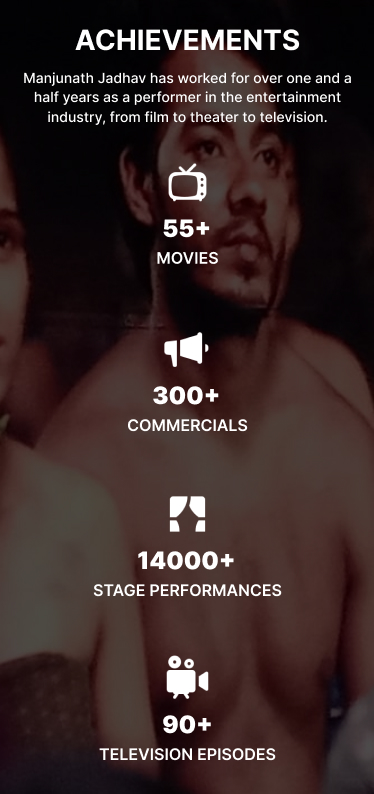 ACHIEVEMENTS
Manjunath Jadhav has worked for over one and a
half years as a performer in the entertainment
industry, from film to theater to television.
55+
MOVIES
300+
COMMERCIALS
14000+
STAGE PERFORMANCES
90+
TELEVISION EPISODES